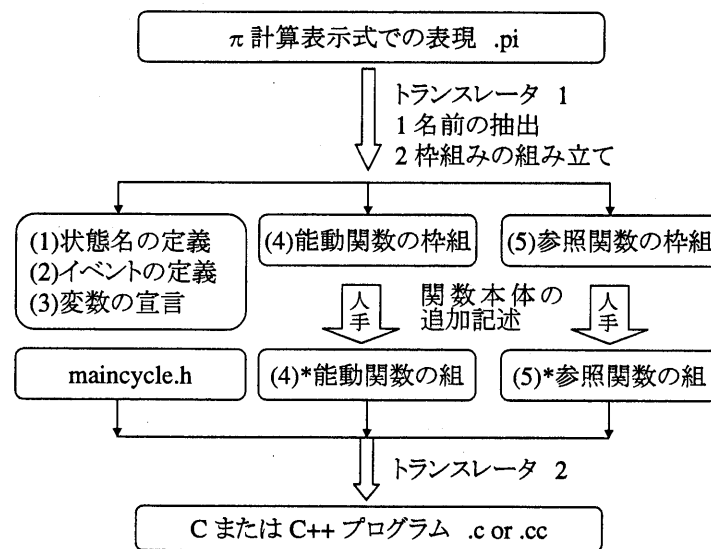 π計算表示式での表現 .pi
トランスレータ 1
1 名前の抽出
2 枠組みの組み立て
(1)状態名の定義
(2)イベントの定義
(3)変数の宣言
(4)能動関数の枠組
(5)参照関数の枠組
人手
関数本体の
追加記述
人手
maincycle.h
(4)*能動関数の組
(5)*参照関数の組
トランスレータ 2
C または C++ プログラム .c or .cc